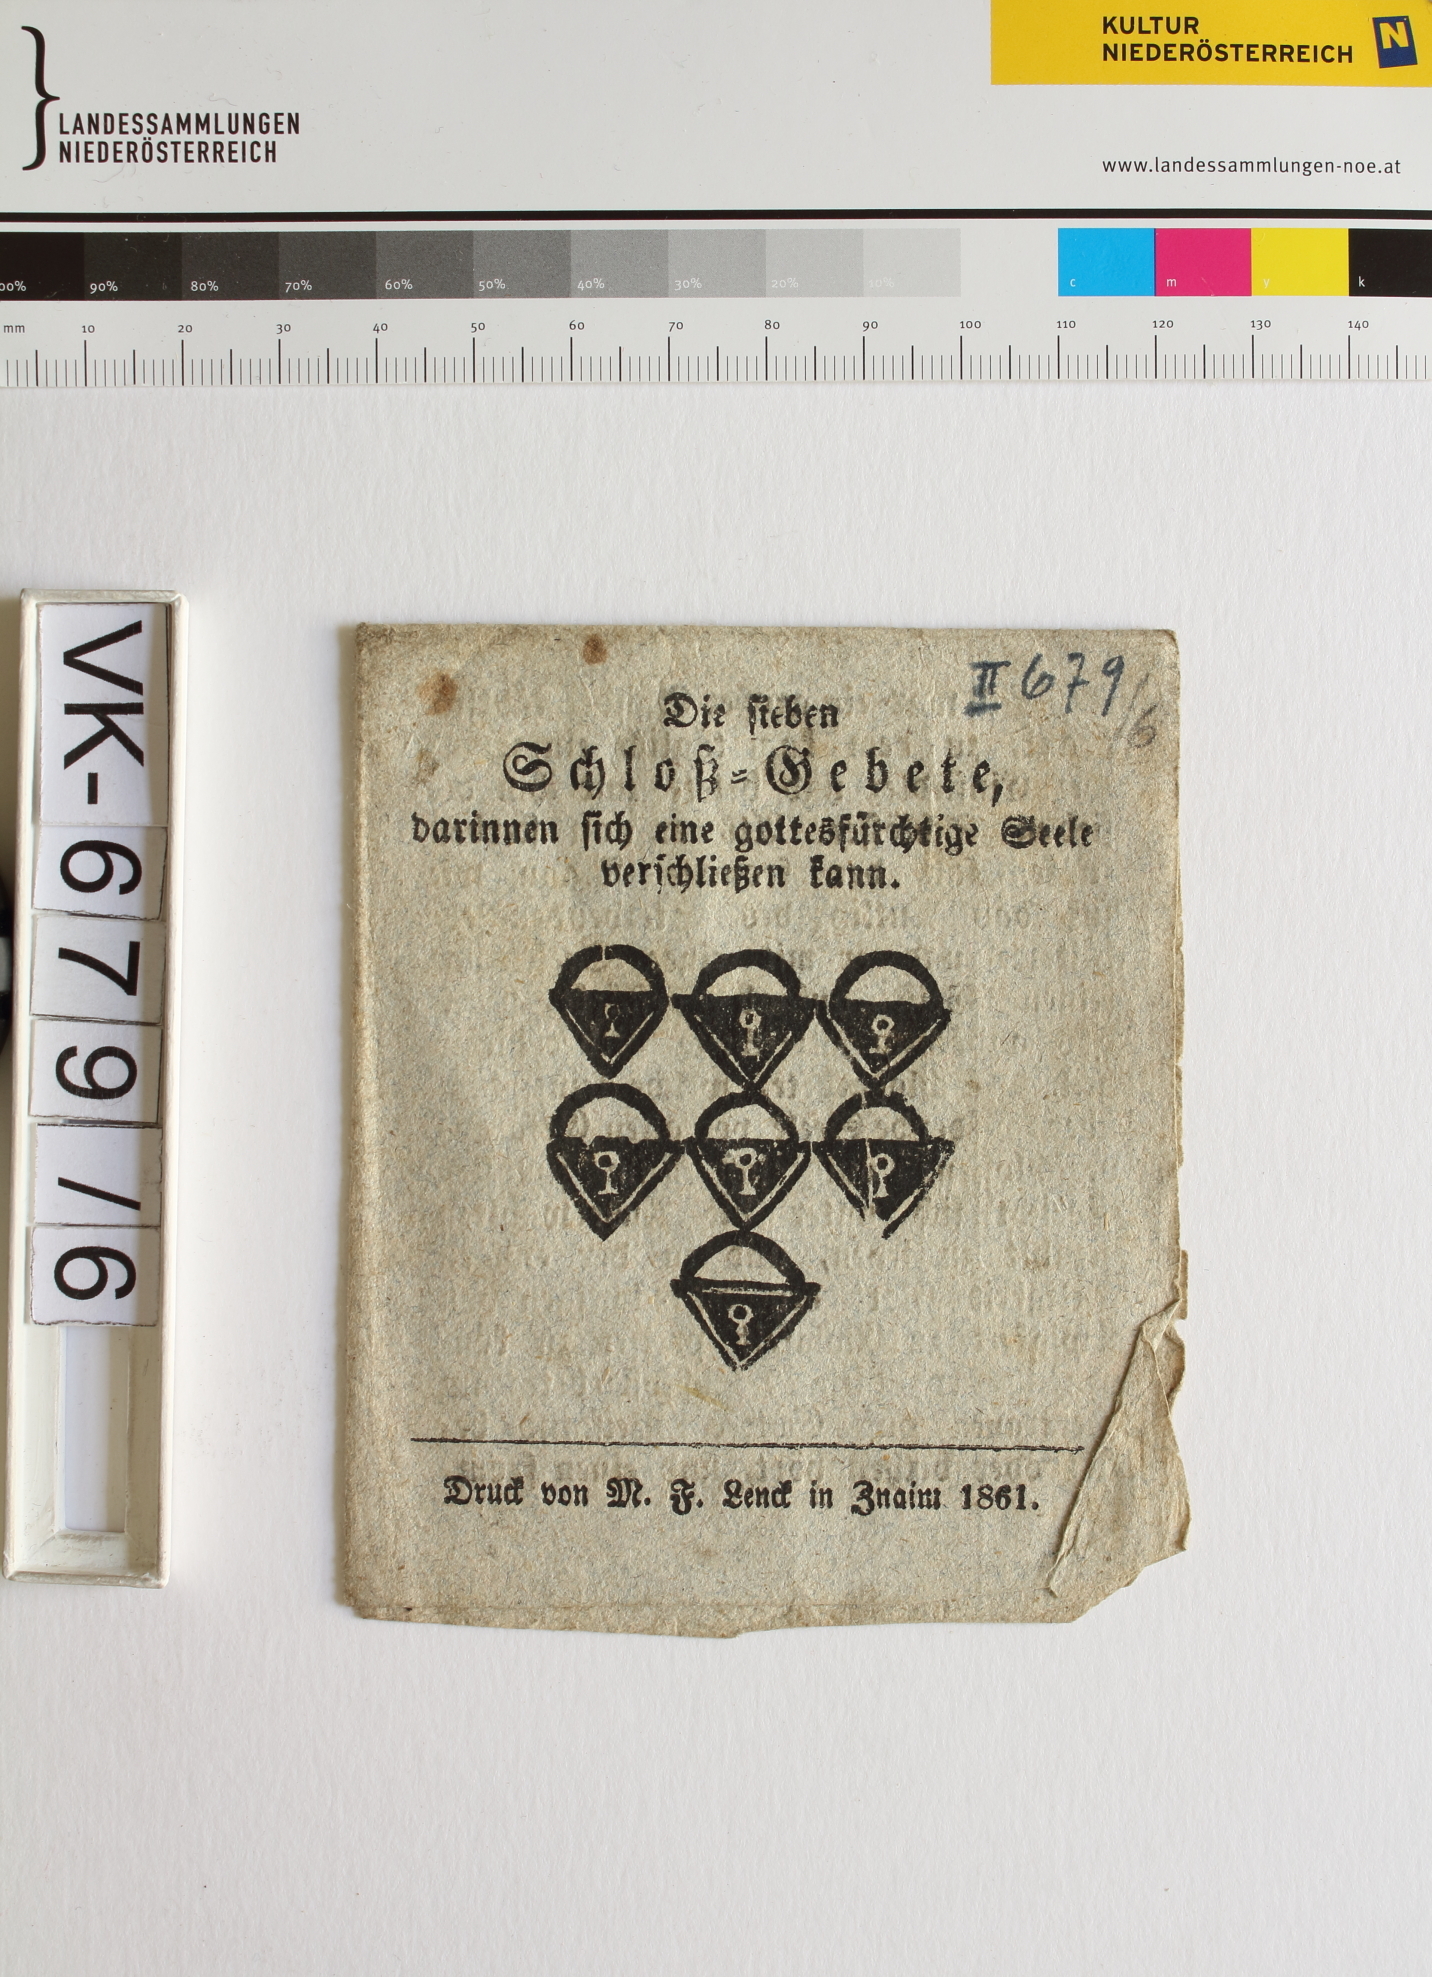 KULTUR
NIEDERÖSTERREICH
N
LANDESSAMMLUNGEN
NIEDERÖSTERREICH
www.landessammlungen-noe.at
00% 90% 80% 70% 60% 50% 40% 30% 20% 10% c m y k
mm 10 20 30 40 50 60 70 80 90 100 110 120 130 140
VK-679/6
II 679/6
Die sieben
Schloß-Gebete,
darinnen sich eine gottesfürchtige Seele
verschließen kann.
Druck von M. F. Lenck in Znaim 1861.